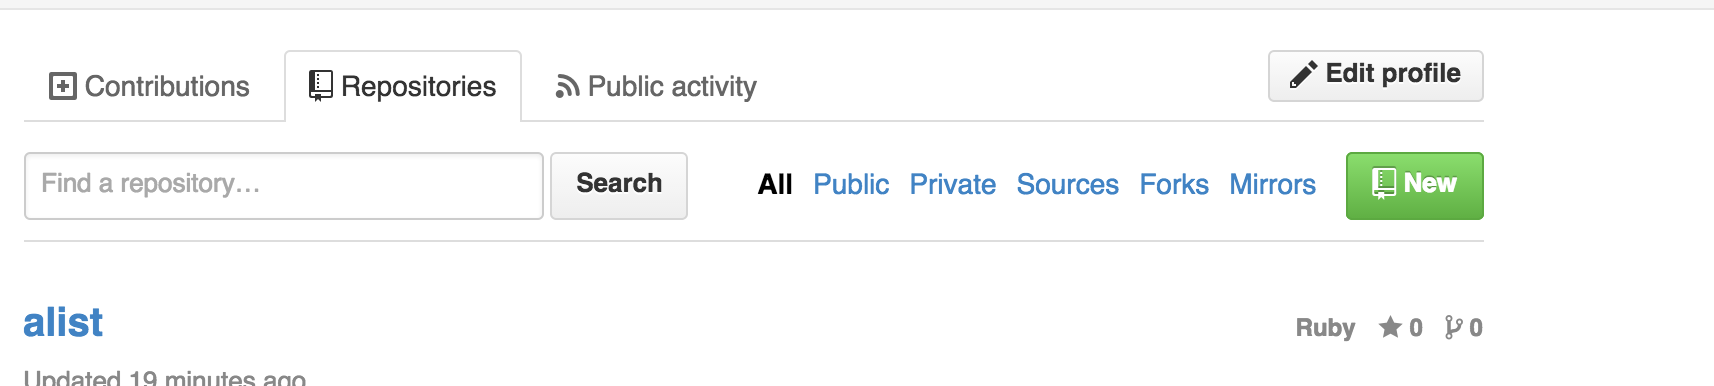 Contributions Repositories Public activity Edit profile
Find a repository… Search All Public Private Sources Forks Mirrors New
alist Ruby 0 0
Updated 19 minutes ago